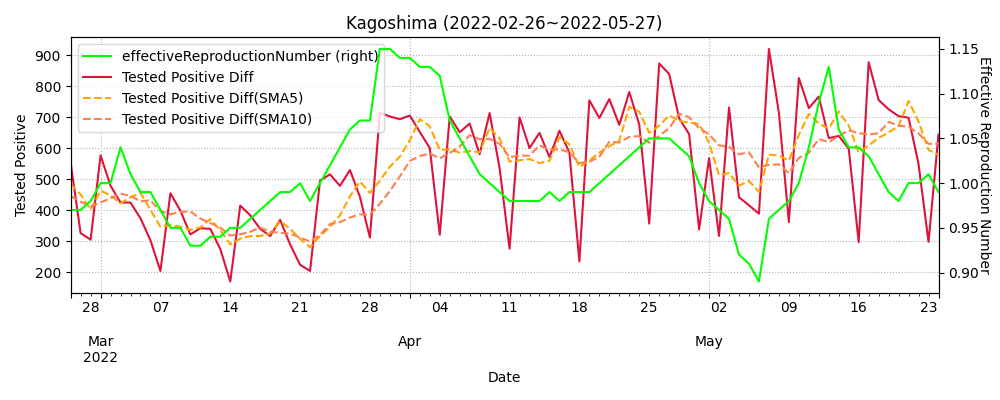 Kagoshima (2022-02-26~2022-05-27)
effectiveReproductionNumber (right)
Tested Positive Diff
Tested Positive Diff(SMA5)
Tested Positive Diff(SMA10)
Tested Positive
900
800
700
600
500
400
300
200
1.15
1.10
1.05
1.00
0.95
0.90
Effective Reproduction Number
28 07 14 21 28 04 11 18 25 02 09 16 23
Mar Apr May
2022
Date